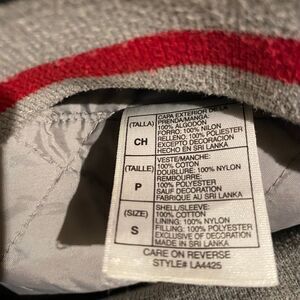 CAPA EXTERIOR DE LA
PRENDA/MANGA:
(TALLA) 100% ALGODON
FORRO: 100% NILON
CH RELLENO: 100% POLIESTER
EXCEPTO DECORACION
HECHO EN SRI LANKA
VESTE/MANCHE:
(TAILLE) 100% COTON
DOUBLURE: 100% NYLON
REMBOURRE:
P 100% POLYESTER
SAUF DECORATION
FABRIQUE AU SRI LANKA
(SIZE) SHELL/SLEEVE:
100% COTTON
LINING: 100% NYLON
S FILLING: 100% POLYESTER
EXCLUSIVE OF DECORATION
MADE IN SRI LANKA
CARE ON REVERSE
STYLE# LA4425